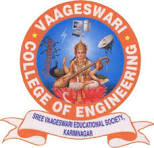 VAAGESWARI
COLLEGE OF ENGINEERING
SREE VAAGESWARI EDUCATIONAL SOCIETY,
KARIMNAGAR